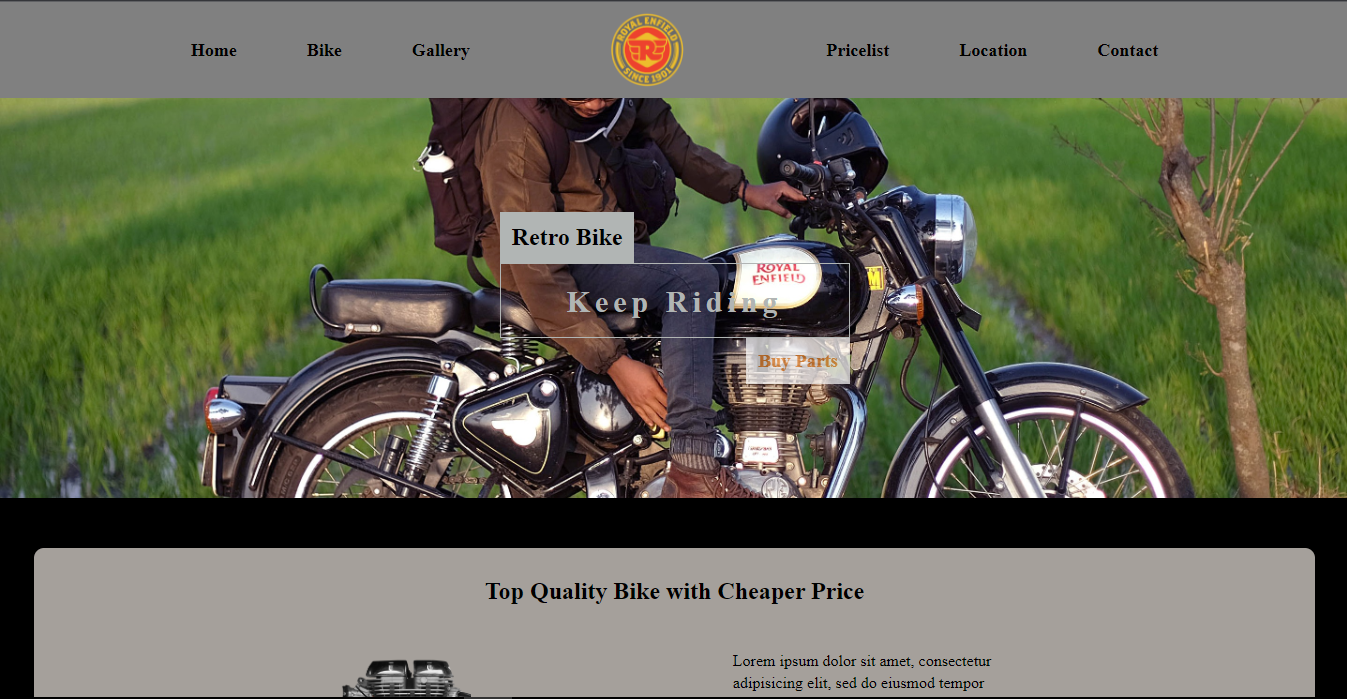 Home Bike Gallery ROYAL ENFIELD R SINCE 1901 Pricelist Location Contact
Retro Bike
ROYAL
ENFIELD
Keep Riding
Buy Parts
Top Quality Bike with Cheaper Price
Lorem ipsum dolor sit amet, consectetur
adipisicing elit, sed do eiusmod tempor